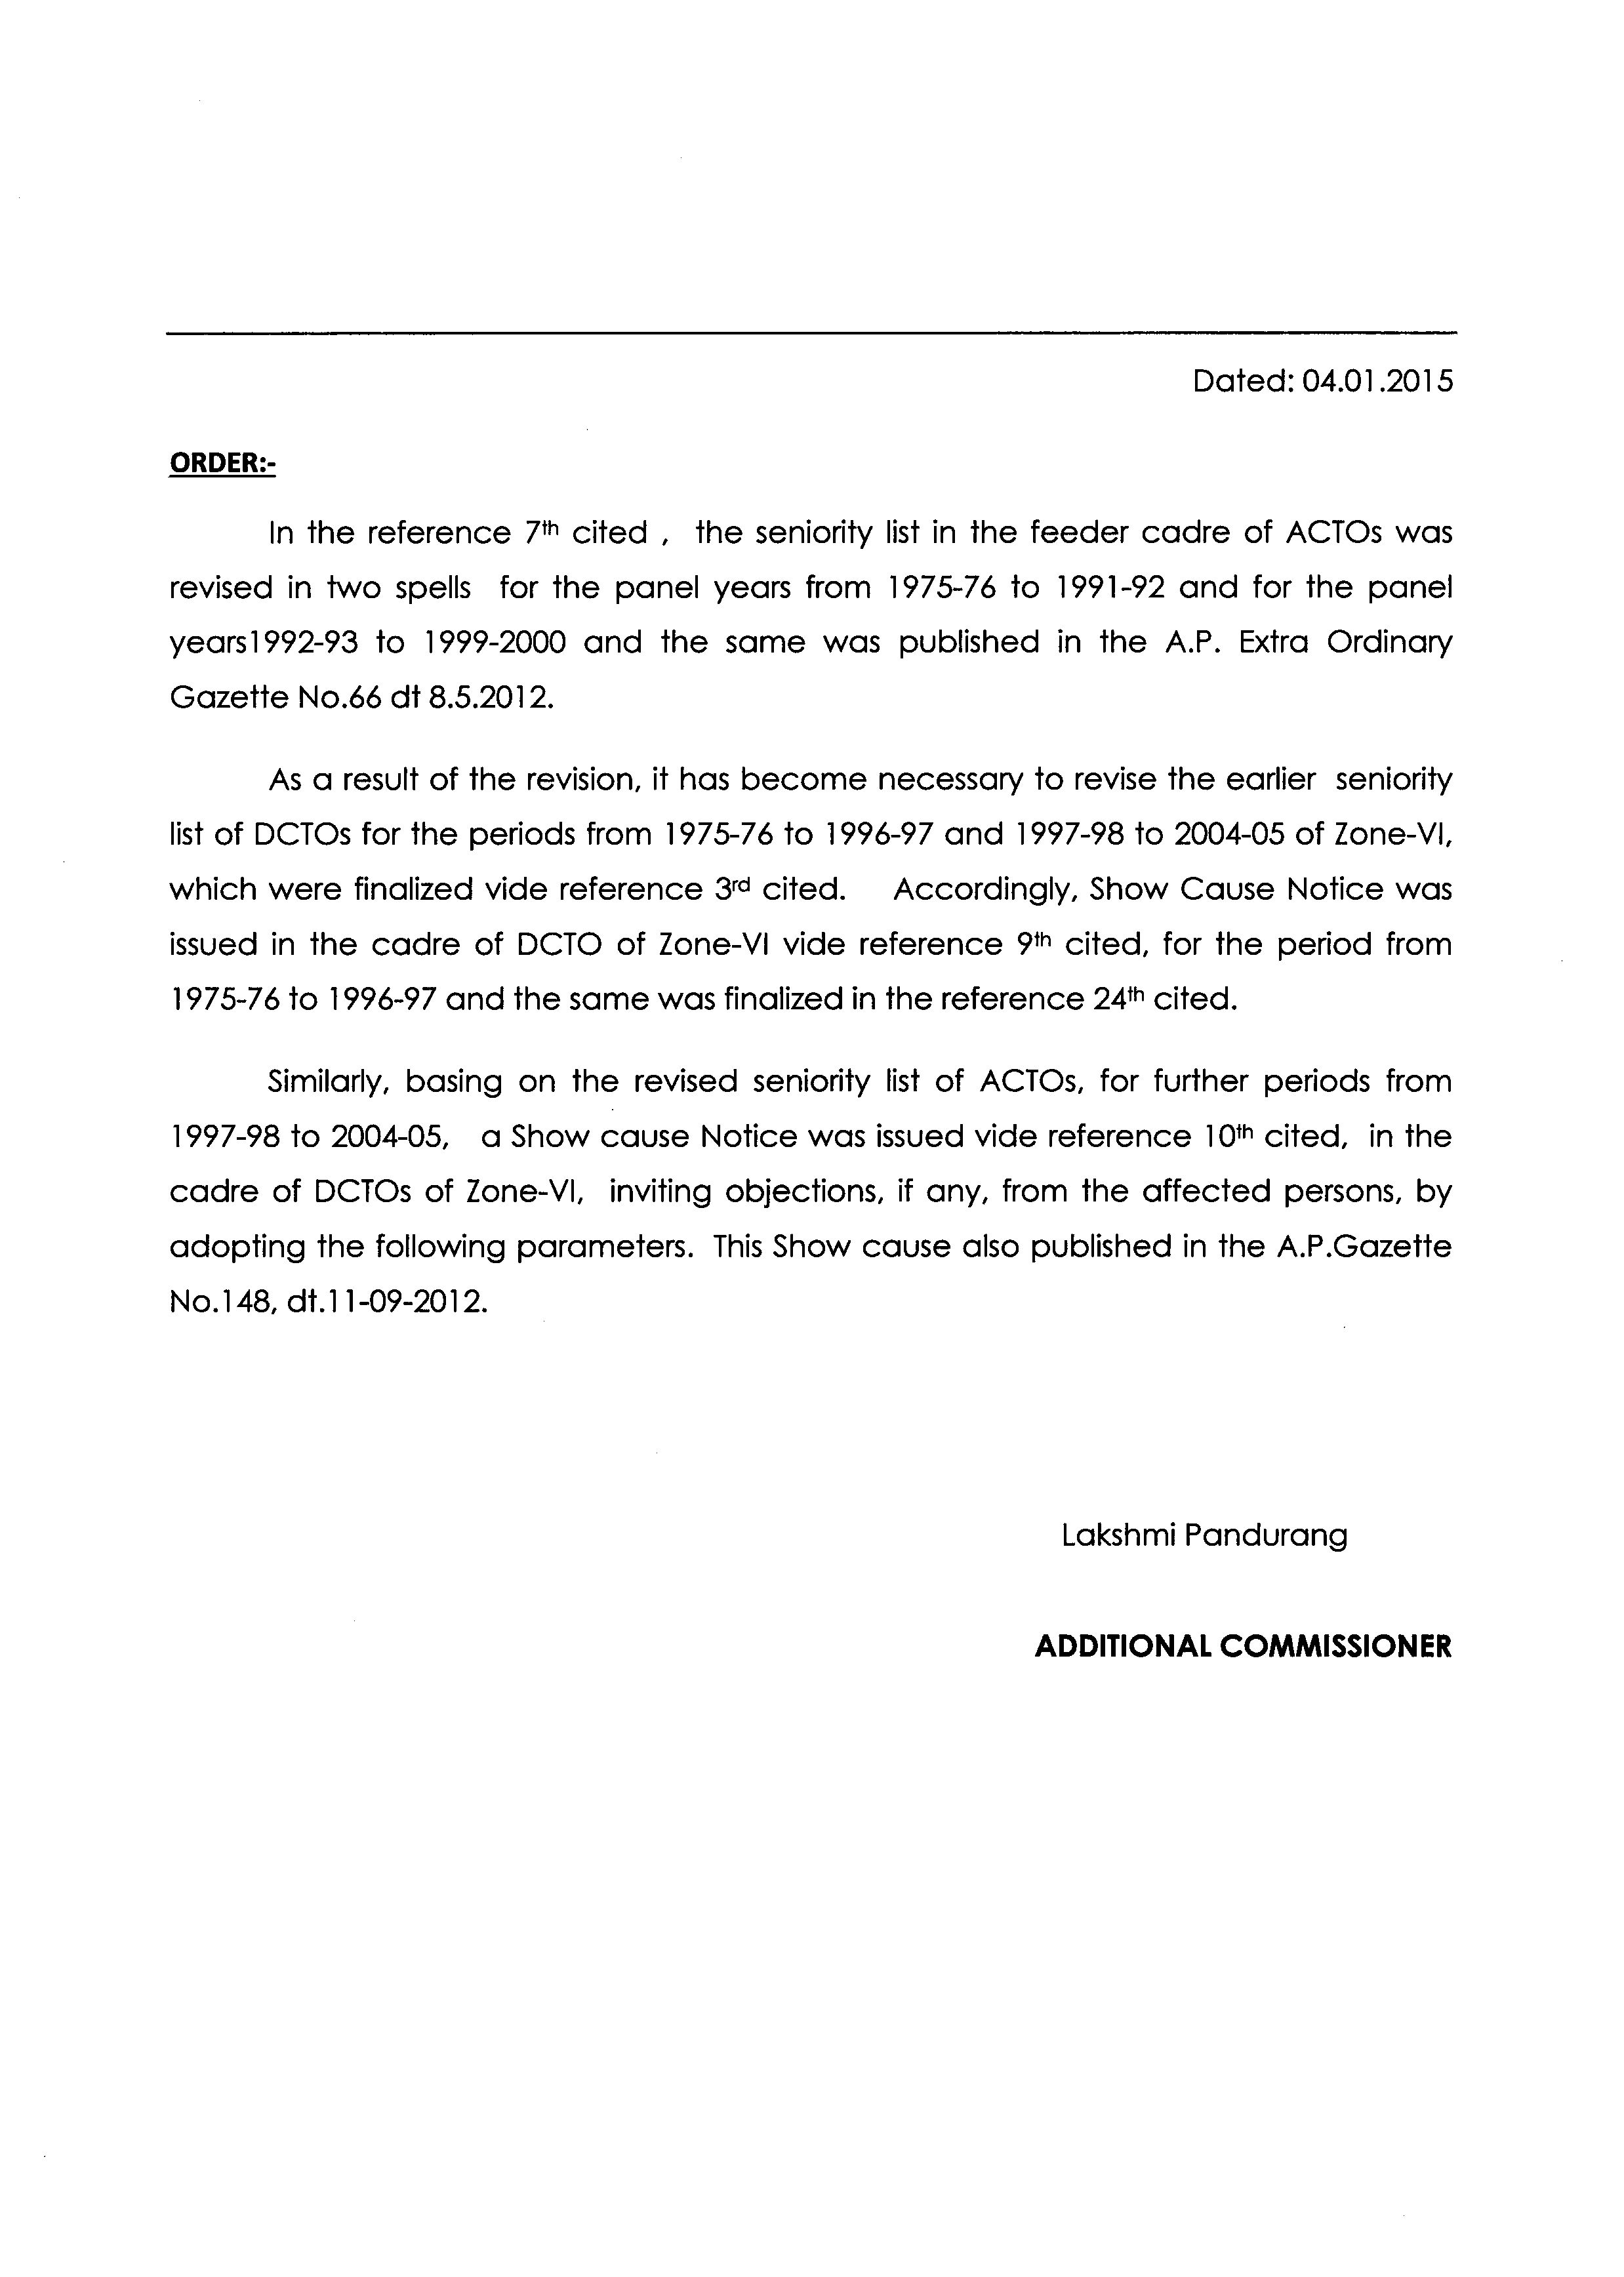 Dated: 04.01.2015
ORDER:-
In the reference 7th cited , the seniority list in the feeder cadre of ACTOs was
revised in two spells for the panel years from 1975-76 to 1991-92 and for the panel
years1992-93 to 1999-2000 and the same was published in the A.P. Extra Ordinary
Gazette No.66 dt 8.5.2012.
As a result of the revision, it has become necessary to revise the earlier seniority
list of DCTOs for the periods from 1975-76 to 1996-97 and 1997-98 to 2004-05 of Zone-VI,
which were finalized vide reference 3rd cited. Accordingly, Show Cause Notice was
issued in the cadre of DCTO of Zone-VI vide reference 9th cited, for the period from
1975-76 to 1996-97 and the same was finalized in the reference 24th cited.
Similarly, basing on the revised seniority list of ACTOs, for further periods from
1997-98 to 2004-05, a Show cause Notice was issued vide reference 10th cited, in the
cadre of DCTOs of Zone-VI, inviting objections, if any, from the affected persons, by
adopting the following parameters. This Show cause also published in the A.P.Gazette
No.148, dt.11-09-2012.
Lakshmi Pandurang
ADDITIONAL COMMISSIONER